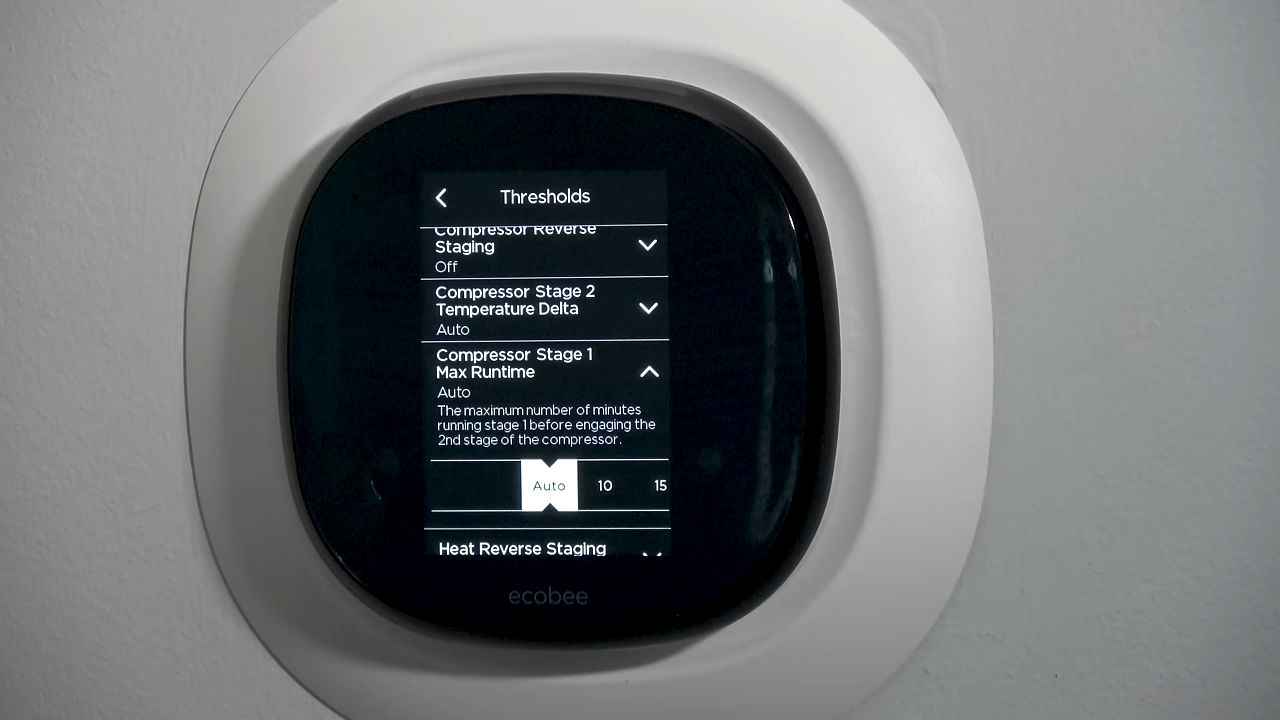 Thresholds
Compressor Reverse
Staging
Off
Compressor Stage 2
Temperature Delta
Auto
Compressor Stage 1
Max Runtime
Auto
The maximum number of minutes
running stage 1 before engaging the
2nd stage of the compressor.
Auto 10 15
Heat Reverse Staging
ecobee